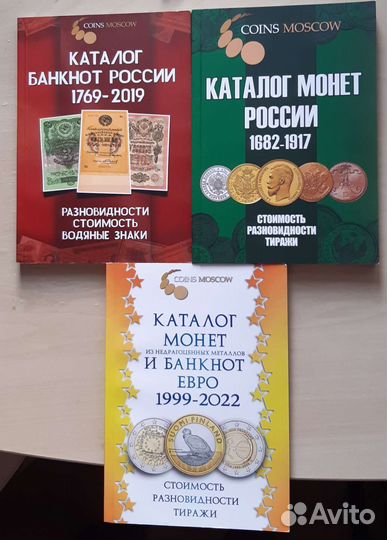 COINS MOSCOW
КАТАЛОГ
БАНКНОТ РОССИИ
1769-2019
РАЗНОВИДНОСТИ
СТОИМОСТЬ
ВОДЯНЫЕ ЗНАКИ
COINS MOSCOW
КАТАЛОГ МОНЕТ
РОССИИ
1682-1917
СТОИМОСТЬ
РАЗНОВИДНОСТИ
ТИРАЖИ
COINS MOSCOW
КАТАЛОГ
МОНЕТ
ИЗ НЕДРАГОЦЕННЫХ МЕТАЛЛОВ
И БАНКНОТ
ЕВРО
1999-2022
SUOMI FINLAND
СТОИМОСТЬ
РАЗНОВИДНОСТИ
ТИРАЖИ
Avito